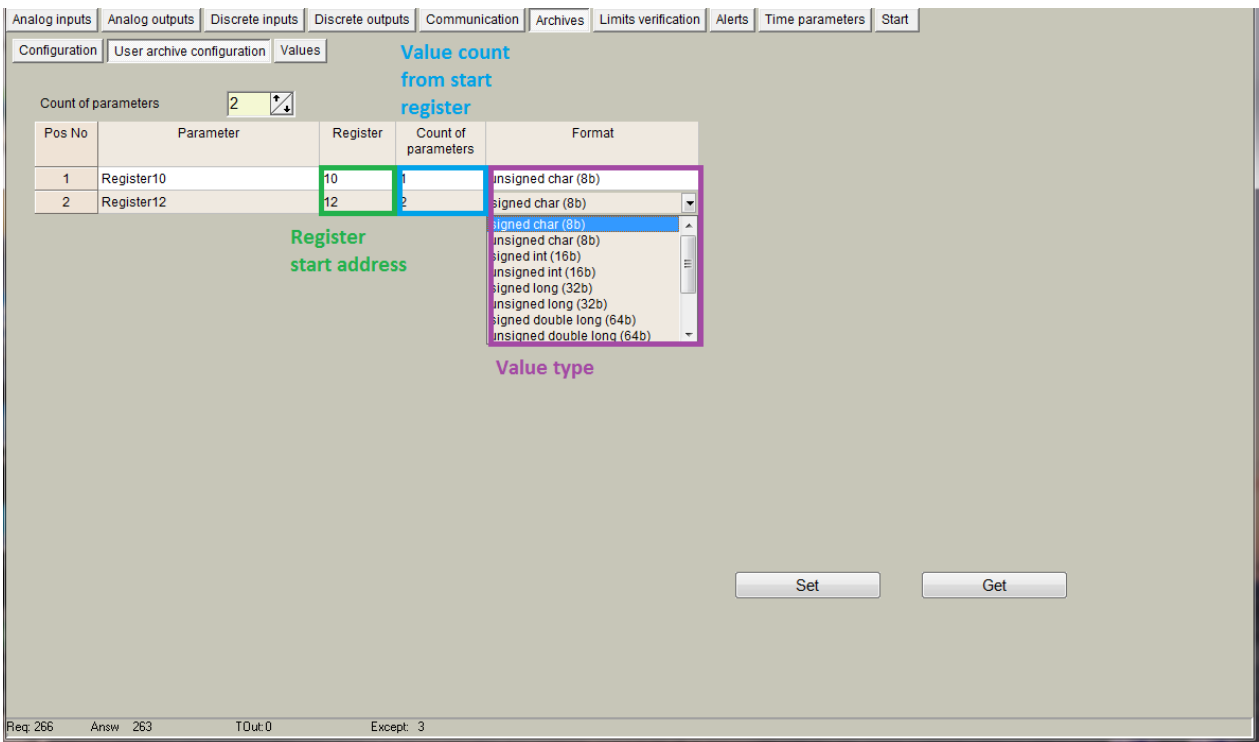 Analog inputs Analog outputs Discrete inputs Discrete outputs Communication Archives Limits verification Alerts Time parameters Start
Configuration User archive configuration Values
Value count
from start
register
Count of parameters 2
Pos No Parameter Register Count of parameters Format
1 Register10 10 1 unsigned char (8b)
2 Register12 12 2 signed char (8b)
signed char (8b)
unsigned char (8b)
signed int (16b)
unsigned int (16b)
signed long (32b)
unsigned long (32b)
signed double long (64b)
unsigned double long (64b)
Register
start address
Value type
Set Get
Req: 266 Answ 263 TOut:0 Except: 3